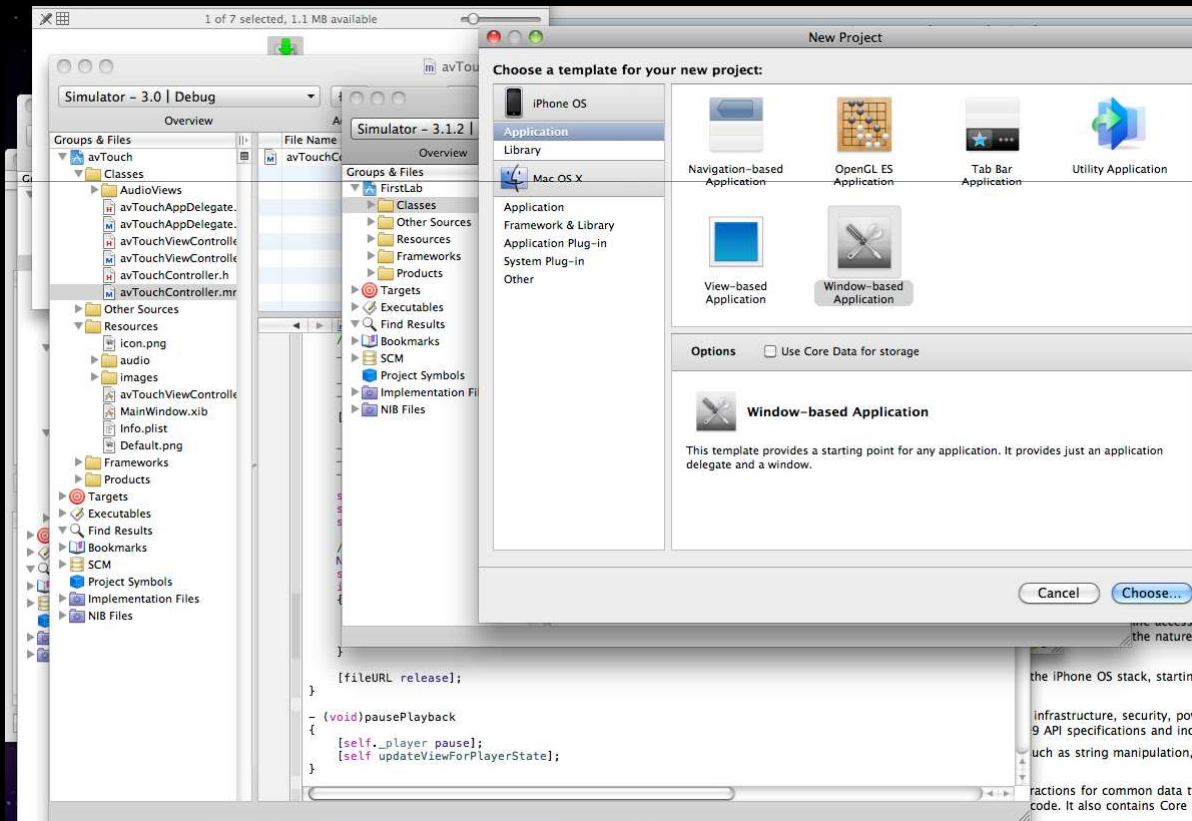 1 of 7 selected, 1.1 MB available
New Project
Choose a template for your new project:
iPhone OS
Application
Library
Mac OS X
Application
Framework & Library
Application Plug-in
System Plug-in
Other
Navigation-based
Application
OpenGL ES
Application
Tab Bar
Application
Utility Application
View-based
Application
Window-based
Application
Options
Use Core Data for storage
Window-based Application
This template provides a starting point for any application. It provides just an application
delegate and a window.
Cancel
Choose...
avTou
Simulator - 3.0 | Debug
Overview
Groups & Files
File Name
avTouch
avTouchCo
Classes
AudioViews
avTouchAppDelegate.
avTouchAppDelegate.
avTouchViewControlle
avTouchViewControlle
avTouchController.h
avTouchController.mr
Other Sources
Resources
icon.png
audio
images
avTouchViewControlle
MainWindow.xib
Info.plist
Default.png
Frameworks
Products
Targets
Executables
Find Results
Bookmarks
SCM
Project Symbols
Implementation Files
NIB Files
Simulator - 3.1.2 |
Overview
Groups & Files
FirstLab
Classes
Other Sources
Resources
Frameworks
Products
Targets
Executables
Find Results
Bookmarks
SCM
Project Symbols
Implementation Fi
NIB Files
}
[fileURL release];
}
- (void)pausePlayback
{
[self._player pause];
[self updateViewForPlayerState];
}
the nature
the iPhone OS stack, startin
infrastructure, security, po
9 API specifications and inc
uch as string manipulation,
ractions for common data t
code. It also contains Core